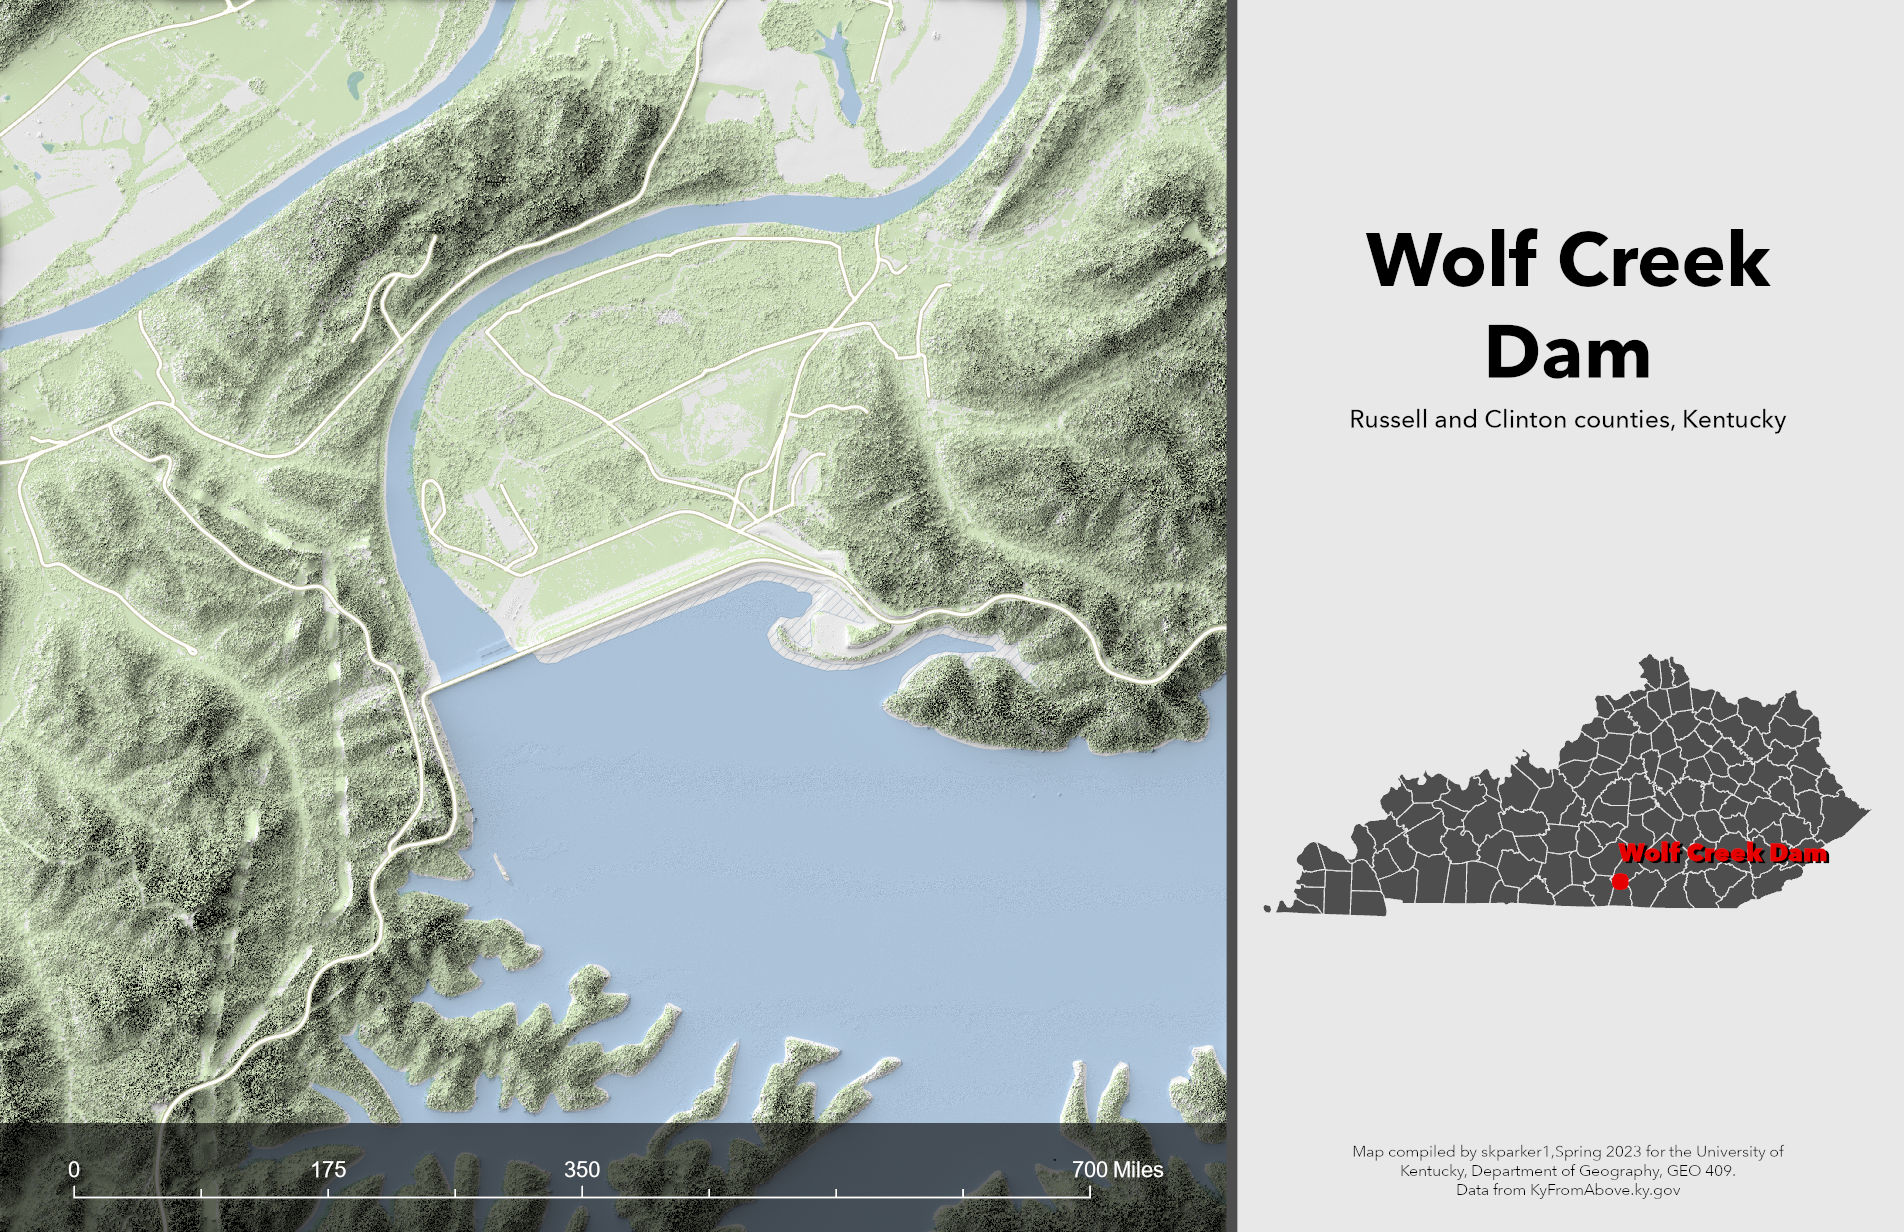 Wolf Creek
Dam
Russell and Clinton counties, Kentucky
Wolf Creek Dam
Map compiled by skparker1,Spring 2023 for the University of
Kentucky, Department of Geography, GEO 409.
Data from KyFromAbove.ky.gov
0 175 350 700 Miles